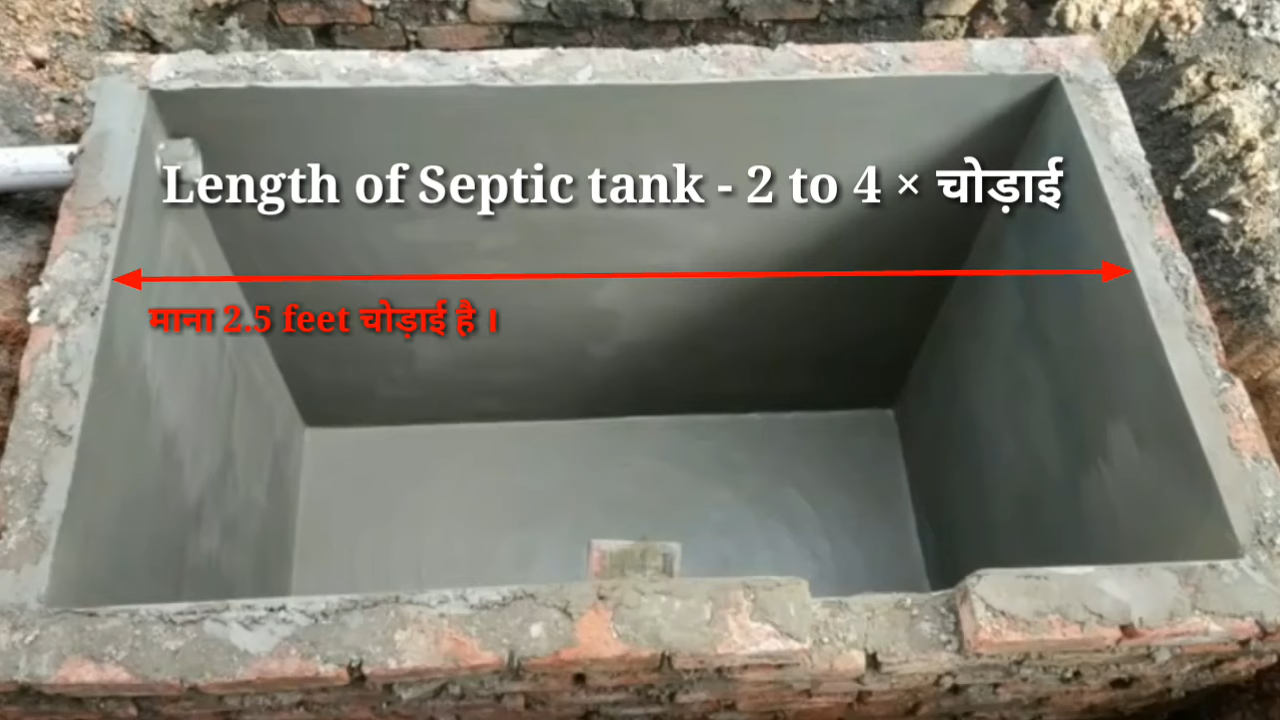 Length of Septic tank - 2 to 4 × चोड़ाई
माना 2.5 feet चोड़ाई है ।